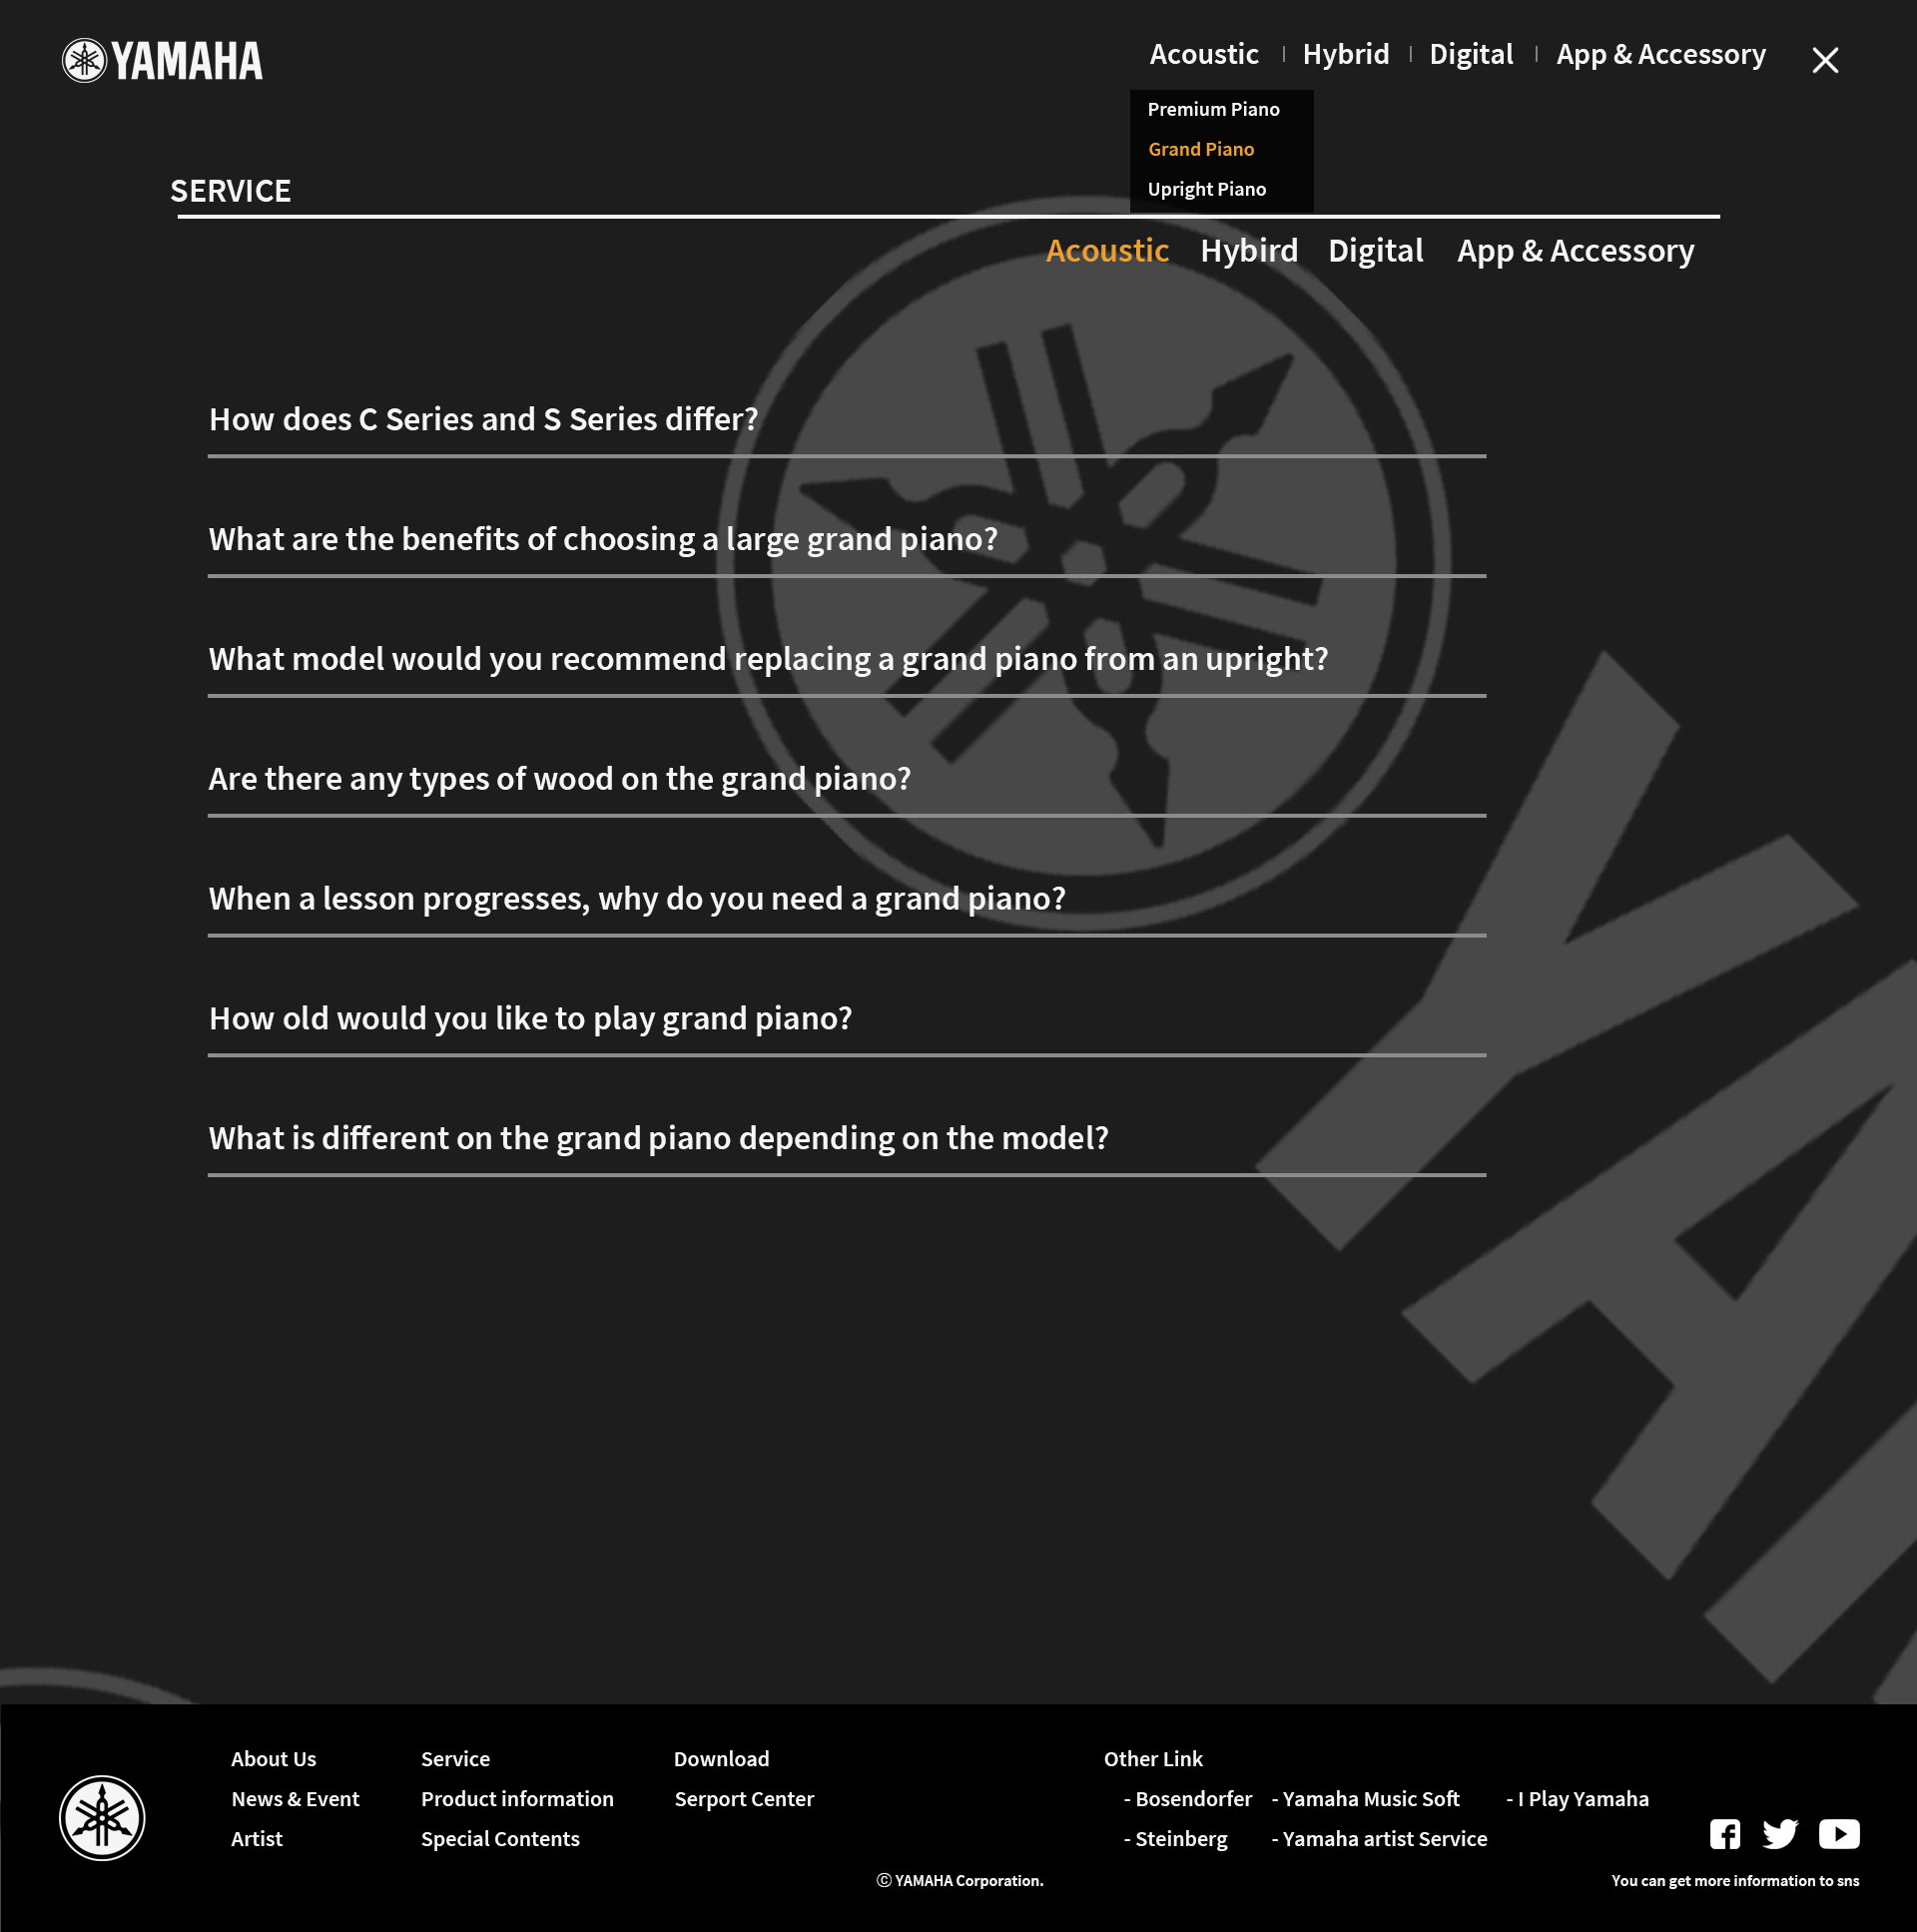 YAMAHA
Acoustic | Hybrid | Digital | App & Accessory
Premium Piano
Grand Piano
Upright Piano
SERVICE
Acoustic Hybird Digital App & Accessory
How does C Series and S Series differ?
What are the benefits of choosing a large grand piano?
What model would you recommend replacing a grand piano from an upright?
Are there any types of wood on the grand piano?
When a lesson progresses, why do you need a grand piano?
How old would you like to play grand piano?
What is different on the grand piano depending on the model?
YA
About Us Service Download Other Link
News & Event Product information Serport Center - Bosendorfer - Yamaha Music Soft - I Play Yamaha
Artist Special Contents - Steinberg - Yamaha artist Service
Ⓒ YAMAHA Corporation. You can get more information to sns